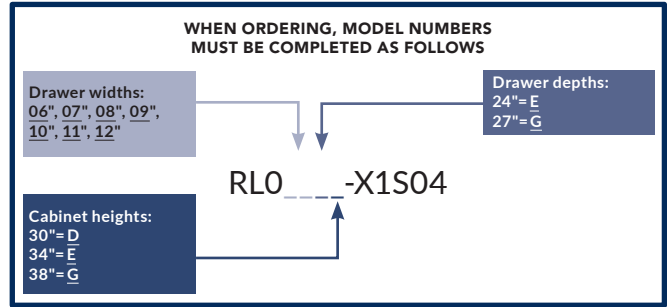 WHEN ORDERING, MODEL NUMBERS
MUST BE COMPLETED AS FOLLOWS
Drawer widths:
06", 07", 08", 09",
10", 11", 12"
Drawer depths:
24"= E
27"= G
RL0_ _ _ _-X1S04
Cabinet heights:
30"= D
34"= E
38"= G